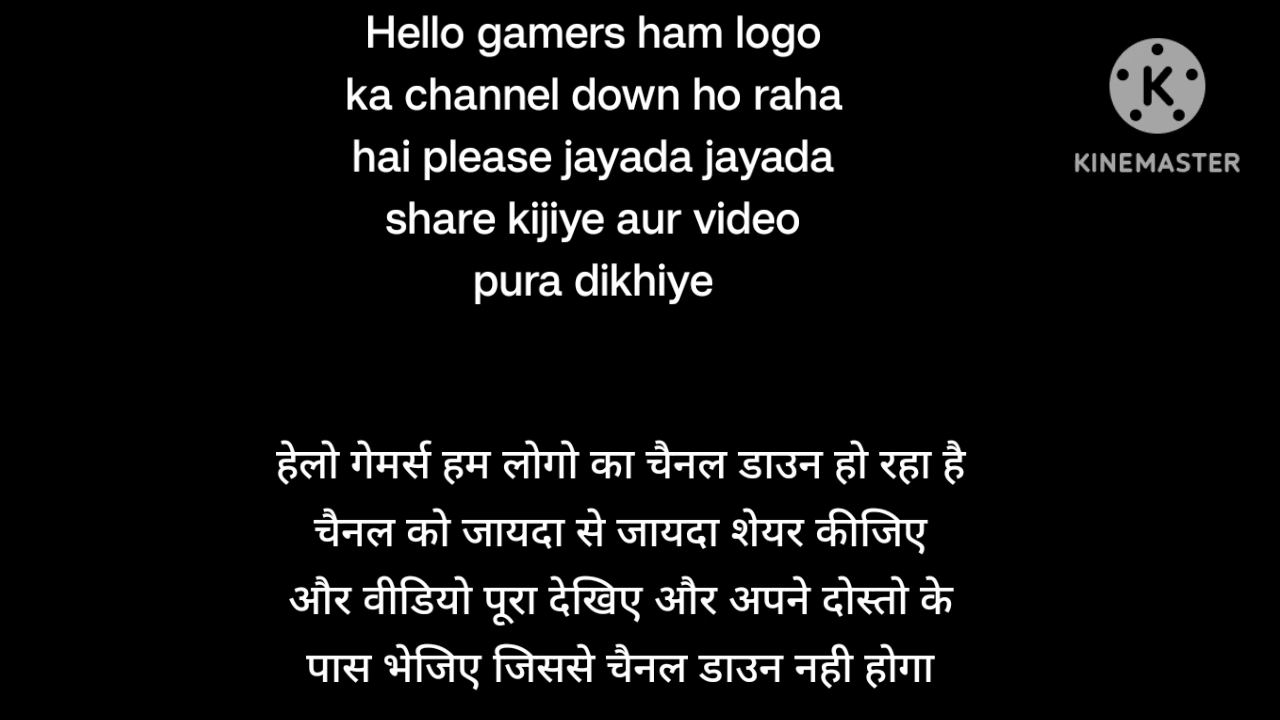 Hello gamers ham logo
ka channel down ho raha
hai please jayada jayada
share kijiye aur video
pura dikhiye
K
KINEMASTER
हेलो गेमर्स हम लोगो का चैनल डाउन हो रहा है
चैनल को जायदा से जायदा शेयर कीजिए
और वीडियो पूरा देखिए और अपने दोस्तो के
पास भेजिए जिससे चैनल डाउन नही होगा